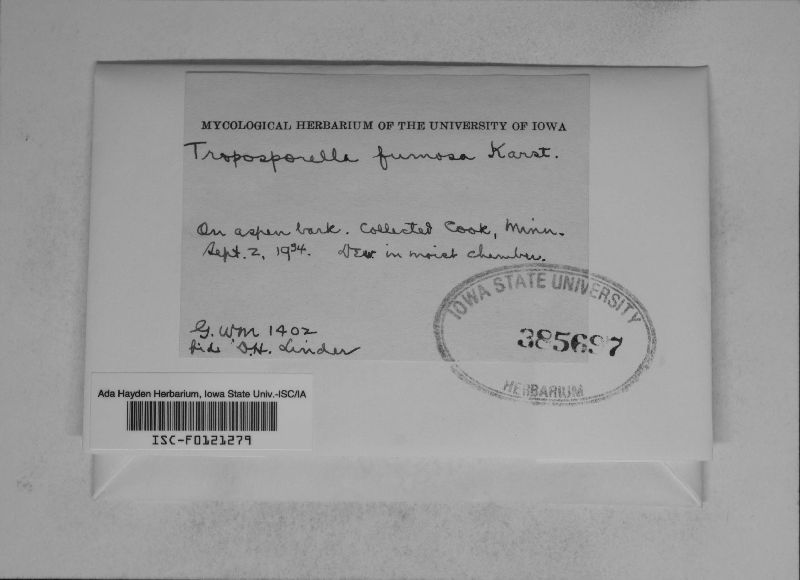 MYCOLOGICAL HERBARIUM OF THE UNIVERSITY OF IOWA
Troposporella fumosa Karst.
On aspen bark. Collected Cook, Minn.
Sept. 2, 1934. Dev in moist chamber.
G. W. M 1402
fide D.H. Linder
IOWA STATE UNIVERSITY
385697
HERBARIUM
Ada Hayden Herbarium, Iowa State Univ.-ISC/IA
ISC-F0121279